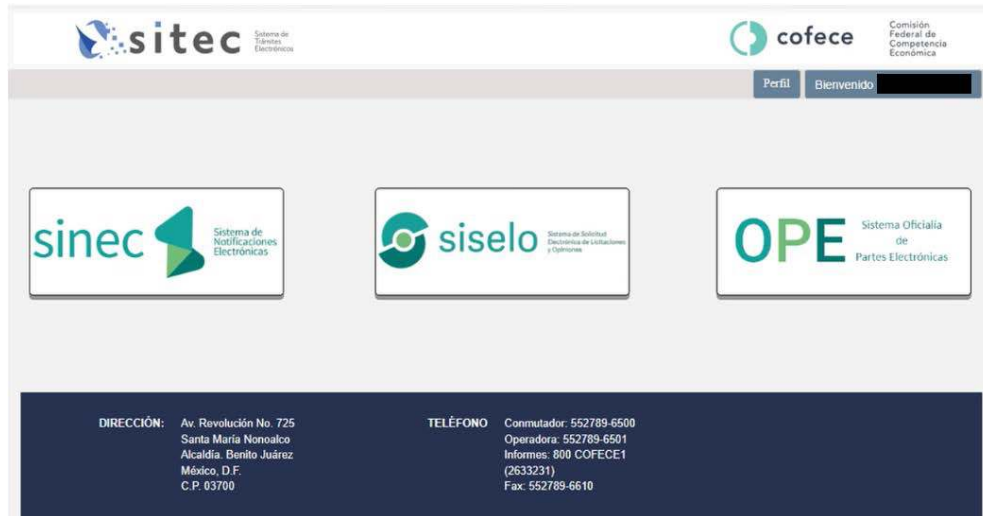 sitec
Sistema de
Trámites
Electrónicos
cofece
Comisión
Federal de
Competencia
Económica
Perfil
Bienvenido
sinec
Sistema de
Notificaciones
Electrónicas
siselo
Sistema de Solicitud
Electrónica de Licitaciones
y Opiniones
OPE
Sistema Oficialia
de
Partes Electrónicas
DIRECCIÓN:
Av. Revolución No. 725
Santa María Nonoalco
Alcaldía. Benito Juárez
México, D.F.
C.P. 03700
TELÉFONO
Conmutador: 552789-6500
Operadora: 552789-6501
Informes: 800 COFECE1
(2633231)
Fax: 552789-6610